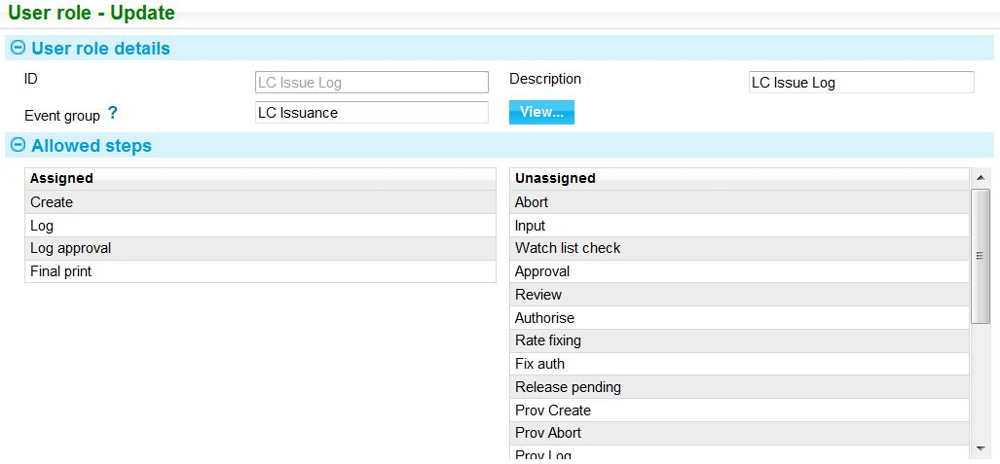 User role - Update
User role details
ID
LC Issue Log
Description
LC Issue Log
Event group ?
LC Issuance
View...
Allowed steps
Assigned
Create
Log
Log approval
Final print
Unassigned
Abort
Input
Watch list check
Approval
Review
Authorise
Rate fixing
Fix auth
Release pending
Prov Create
Prov Abort
Prov Log